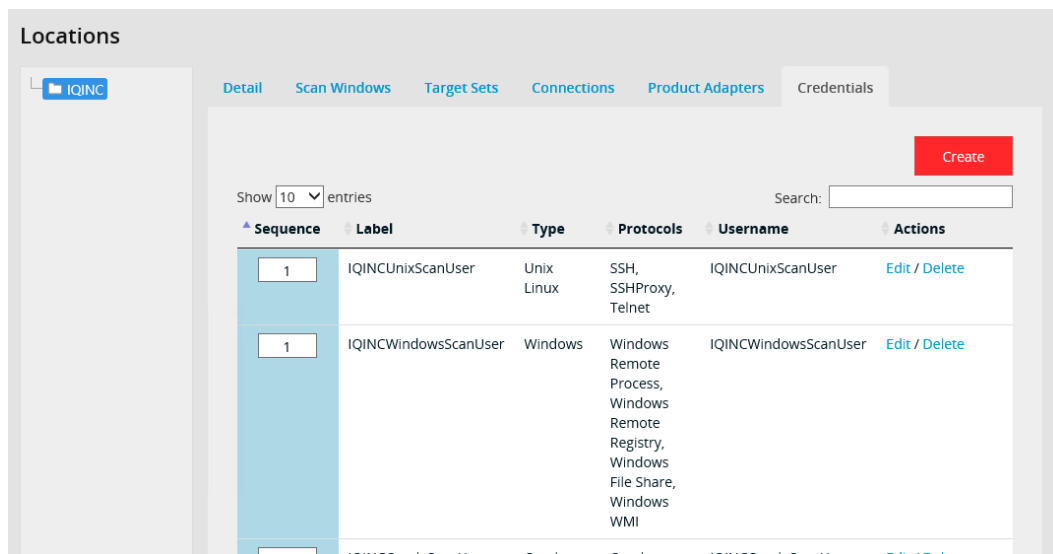 Locations
IQINC
Detail Scan Windows Target Sets Connections Product Adapters Credentials
Create
Show 10 entries Search:
Sequence Label Type Protocols Username Actions
1 IQINCUnixScanUser Unix SSH, IQINCUnixScanUser Edit / Delete
Linux SSHProxy,
Telnet
1 IQINCWindowsScanUser Windows Windows IQINCWindowsScanUser Edit / Delete
Remote
Process,
Windows
Remote
Registry,
Windows
File Share,
Windows
WMI